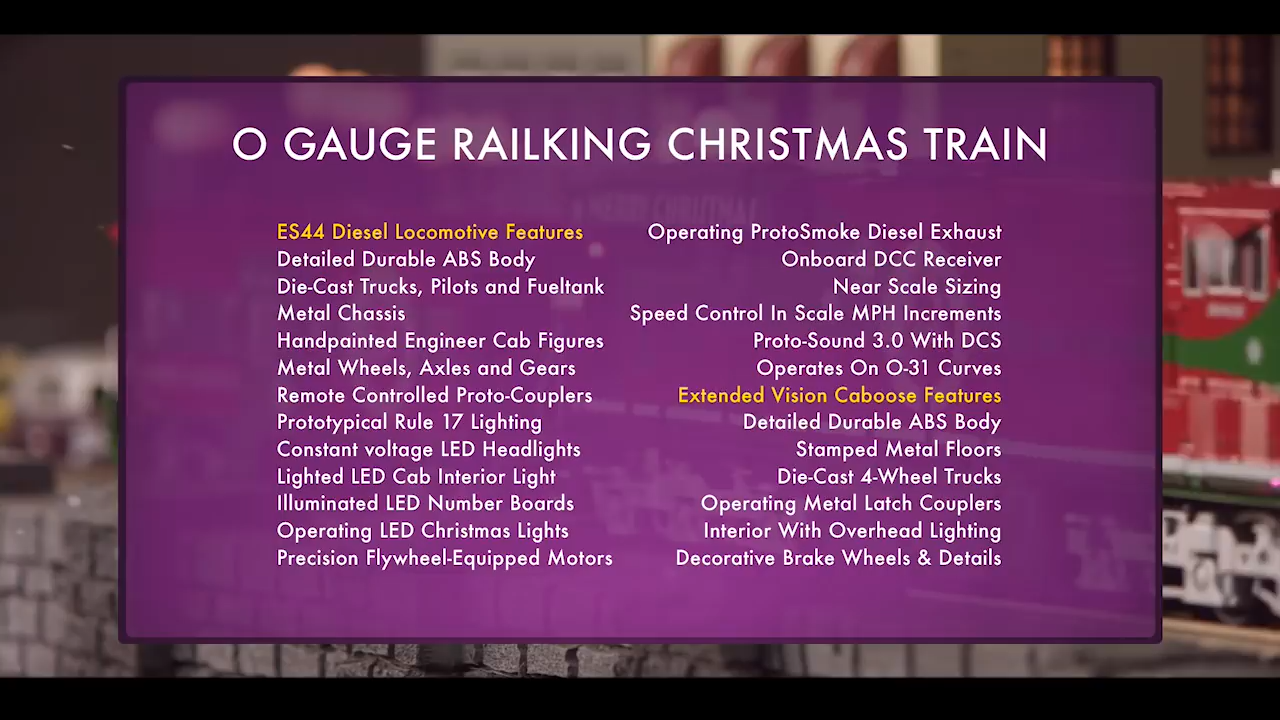 O GAUGE RAILKING CHRISTMAS TRAIN
ES44 Diesel Locomotive Features
Detailed Durable ABS Body
Die-Cast Trucks, Pilots and Fueltank
Metal Chassis
Handpainted Engineer Cab Figures
Metal Wheels, Axles and Gears
Remote Controlled Proto-Couplers
Prototypical Rule 17 Lighting
Constant voltage LED Headlights
Lighted LED Cab Interior Light
Illuminated LED Number Boards
Operating LED Christmas Lights
Precision Flywheel-Equipped Motors
Operating ProtoSmoke Diesel Exhaust
Onboard DCC Receiver
Near Scale Sizing
Speed Control In Scale MPH Increments
Proto-Sound 3.0 With DCS
Operates On O-31 Curves
Extended Vision Caboose Features
Detailed Durable ABS Body
Stamped Metal Floors
Die-Cast 4-Wheel Trucks
Operating Metal Latch Couplers
Interior With Overhead Lighting
Decorative Brake Wheels & Details